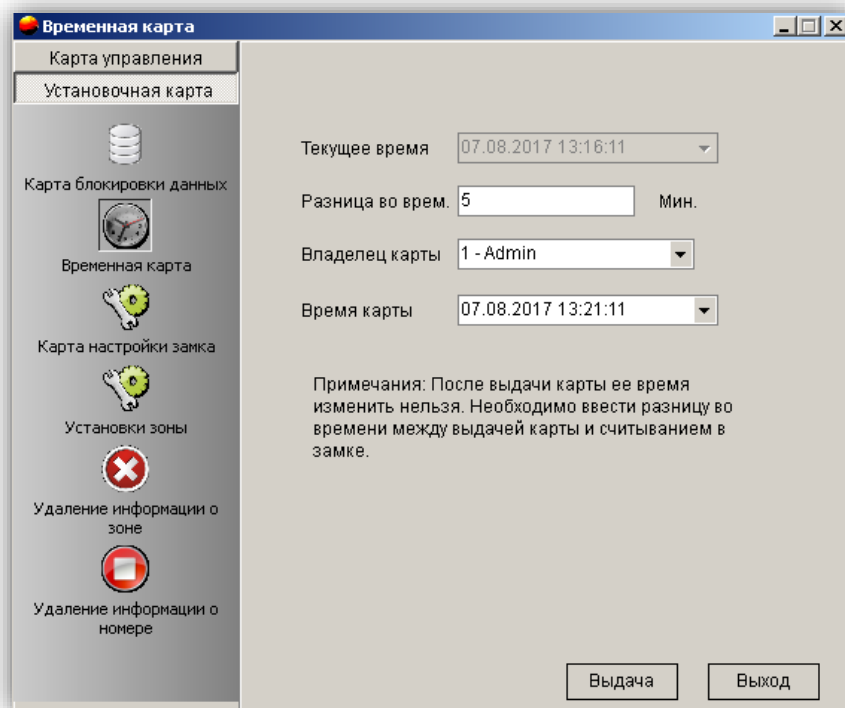 Временная карта
Карта управления
Установочная карта
Карта блокировки данных
Временная карта
Карта настройки замка
Установки зоны
Удаление информации о
зоне
Удаление информации о
номере
Текущее время 07.08.2017 13:16:11
Разница во врем. 5 Мин.
Владелец карты 1 - Admin
Время карты 07.08.2017 13:21:11
Примечания: После выдачи карты ее время
изменить нельзя. Необходимо ввести разницу во
времени между выдачей карты и считыванием в
замке.
Выдача Выход